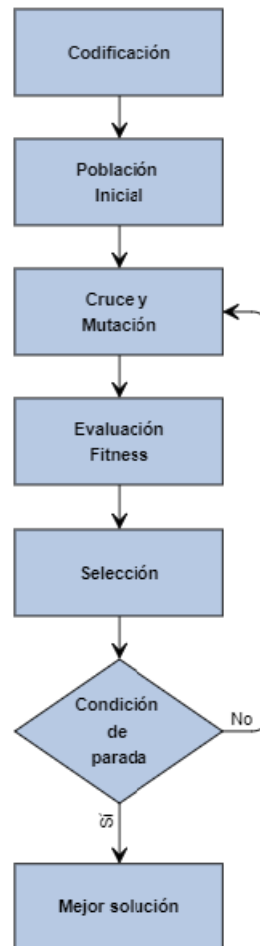 Codificación
Población
Inicial
Cruce y
Mutación
Evaluación
Fitness
Selección
Condición
de
parada
No
Sí
Mejor solución